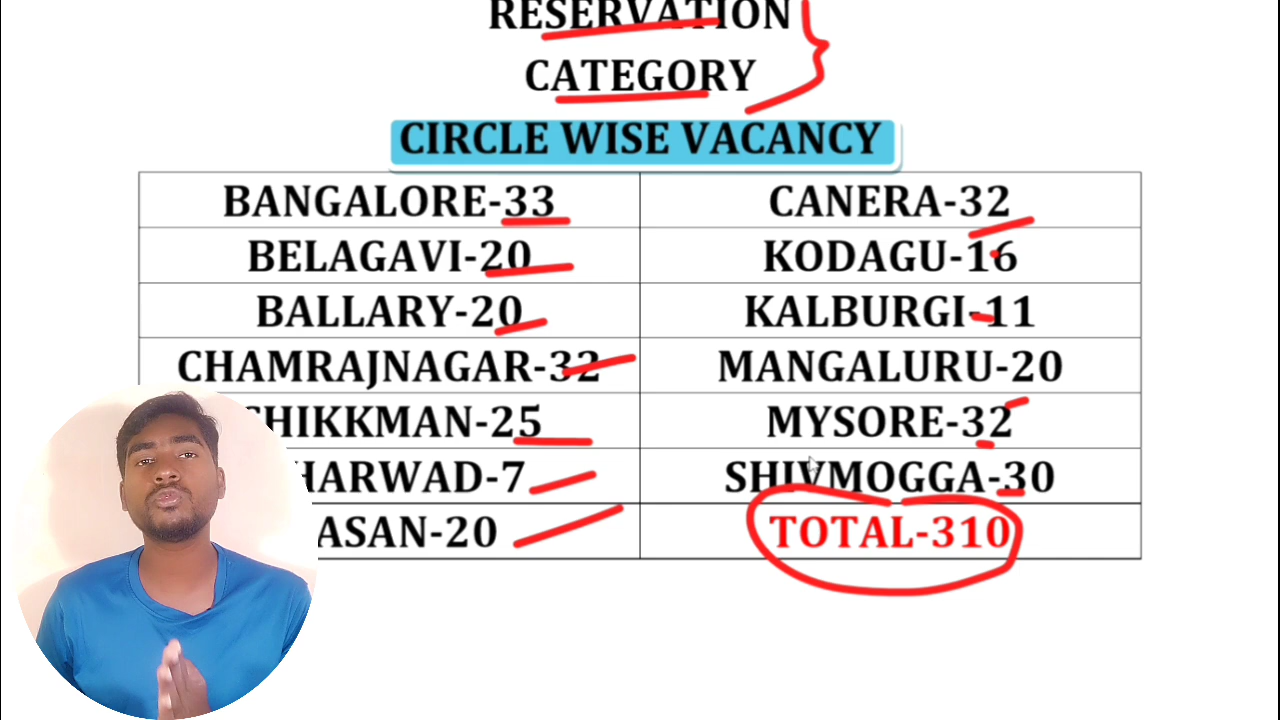 RESERVATION
CATEGORY
CIRCLE WISE VACANCY
BANGALORE-33 CANERA-32
BELAGAVI-20 KODAGU-16
BALLARY-20 KALBURGI-11
CHAMRAJNAGAR-32 MANGALURU-20
HIKKMAN-25 MYSORE-32
HARWAD-7 SHIVMOGGA-30
ASAN-20 TOTAL-310